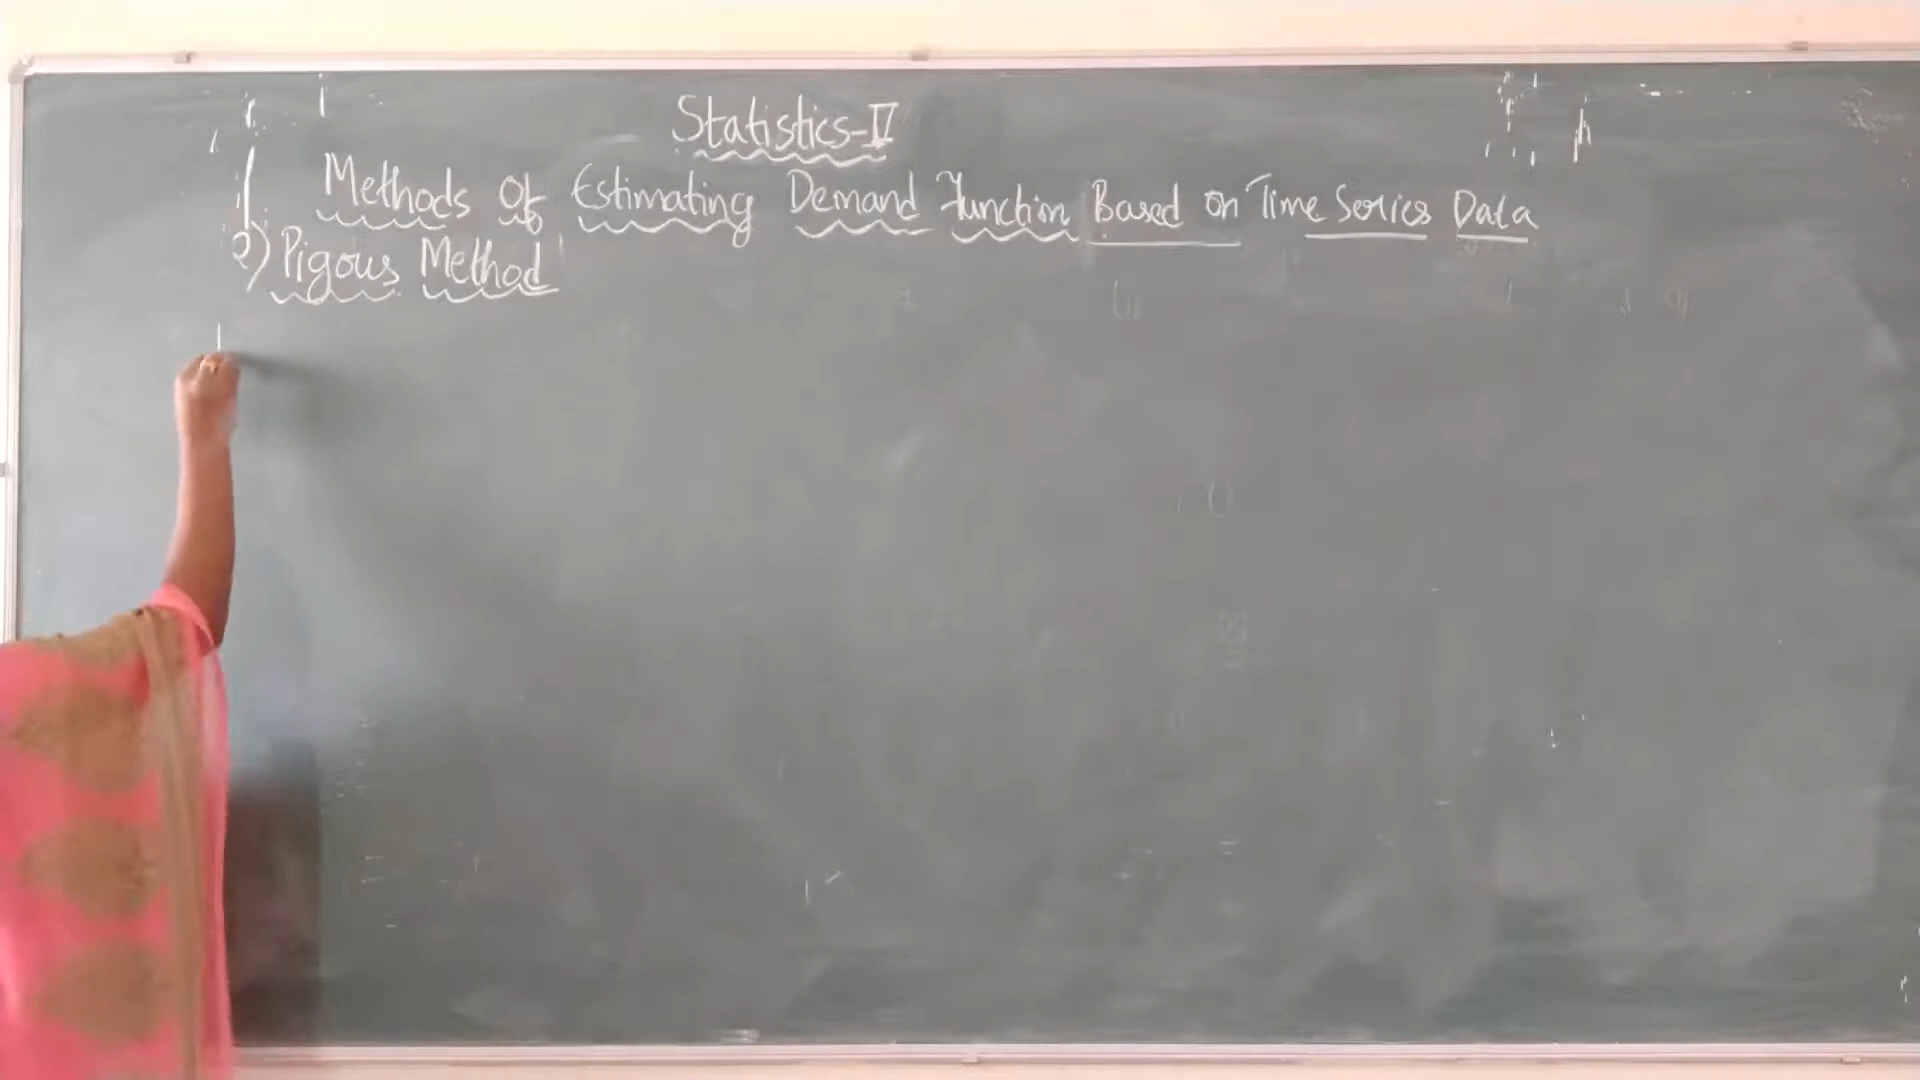 Statistics-IV
Methods Of Estimating Demand Function Based on Time Series Data
2) Pigous Method